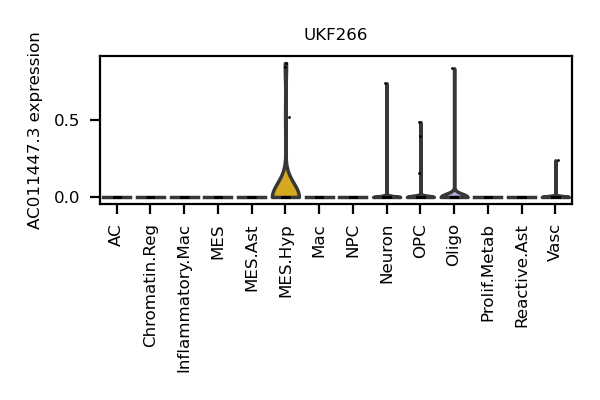 UKF266
AC011447.3 expression
0.5
0.0
AC
Chromatin.Reg
Inflammatory.Mac
MES
MES.Ast
MES.Hyp
Mac
NPC
Neuron
OPC
Oligo
Prolif.Metab
Reactive.Ast
Vasc